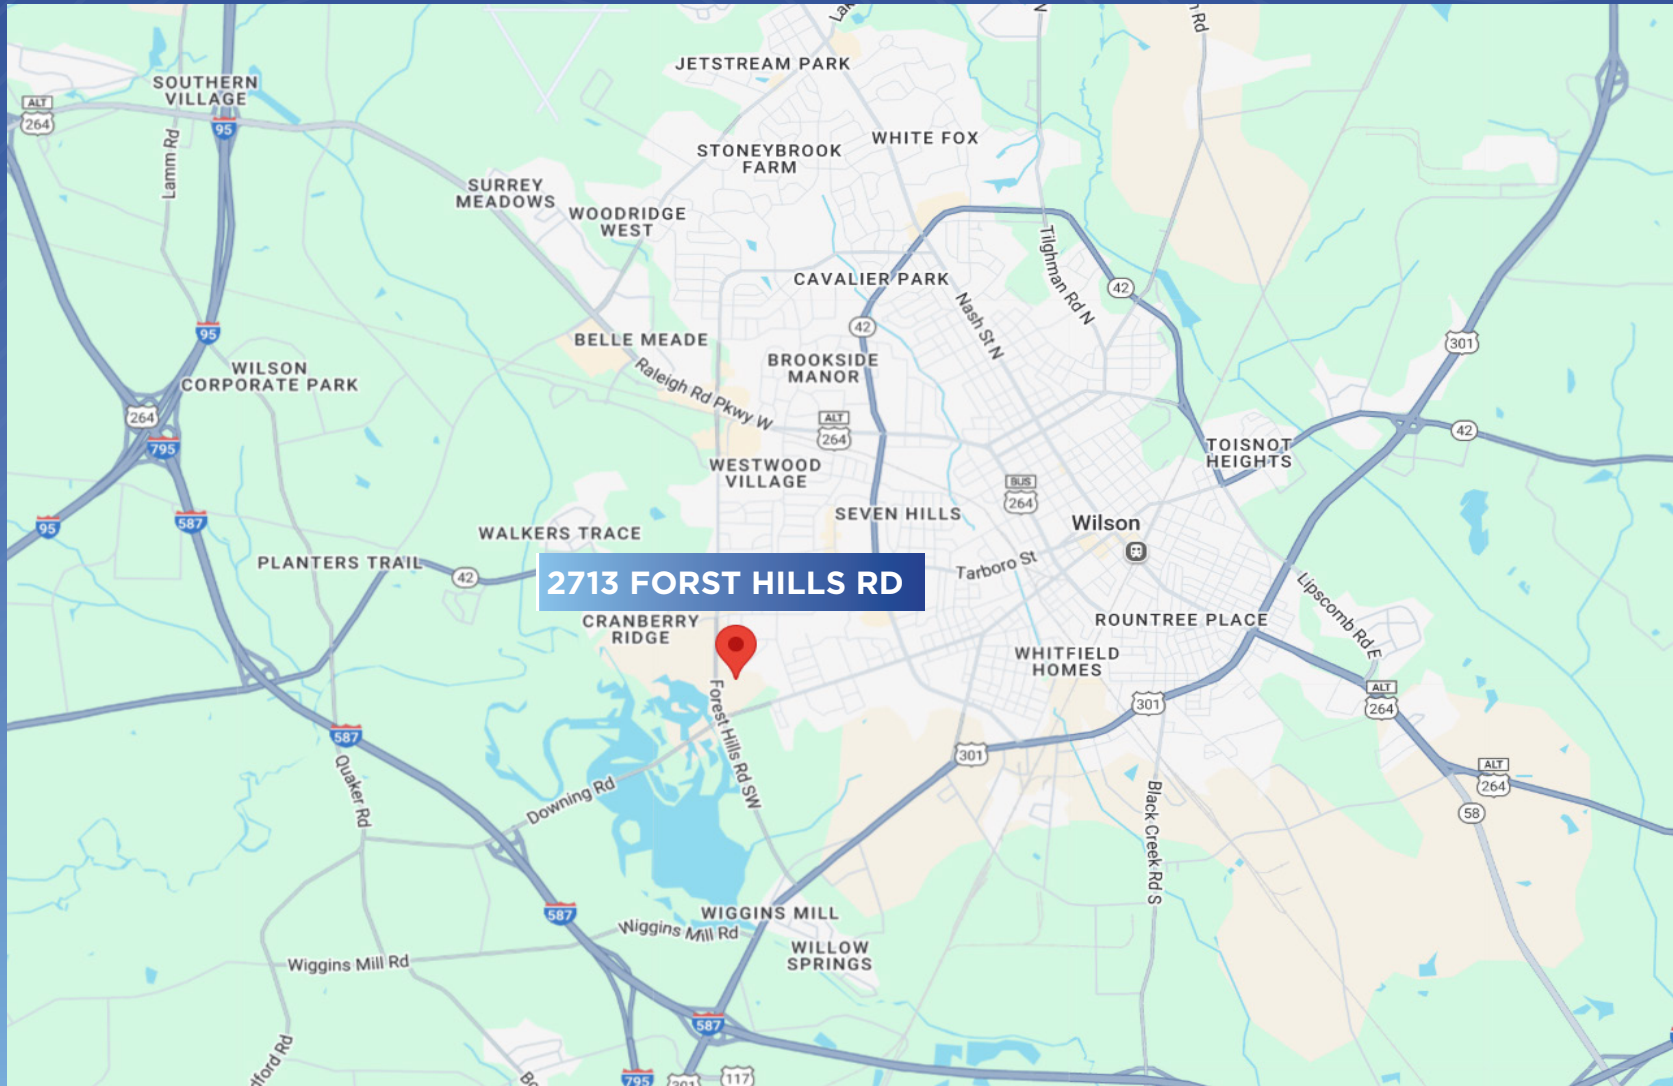 JETSTREAM PARK
SOUTHERN
VILLAGE
ALT
264
95
Lamm Rd
WHITE FOX
STONEYBROOK
FARM
SURREY
MEADOWS
WOODRIDGE
WEST
Tilghman Rd N
CAVALIER PARK
42
Nash St N
42
95
BELLE MEADE
301
WILSON
CORPORATE PARK
BROOKSIDE
MANOR
Raleigh Rd Pkwy W
264
ALT
264
42
795
TOISNOT
HEIGHTS
WESTWOOD
VILLAGE
BUS
264
SEVEN HILLS
95
587
WALKERS TRACE
Wilson
PLANTERS TRAIL
42
Tarboro St
2713 FORST HILLS RD
Lipscomb Rd E
CRANBERRY
RIDGE
ROUNTREE PLACE
WHITFIELD
HOMES
Forest Hills Rd SW
301
ALT
264
587
301
Quaker Rd
Downing Rd
Black Creek Rd S
ALT
264
58
587
WIGGINS MILL
Wiggins Mill Rd
WILLOW
SPRINGS
Wiggins Mill Rd
587
dford Rd
795
301
117